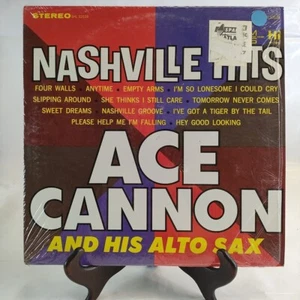 STEREO
Hi
NASHVILLE HITS
FOUR WALLS • ANYTIME • EMPTY ARMS • I'M SO LONESOME I COULD CRY
SLIPPING AROUND • SHE THINKS I STILL CARE • TOMORROW NEVER COMES
SWEET DREAMS • NASHVILLE GROOVE • I'VE GOT A TIGER BY THE TAIL
PLEASE HELP ME I'M FALLING • HEY GOOD LOOKING
ACE
CANNON
AND HIS ALTO SAX